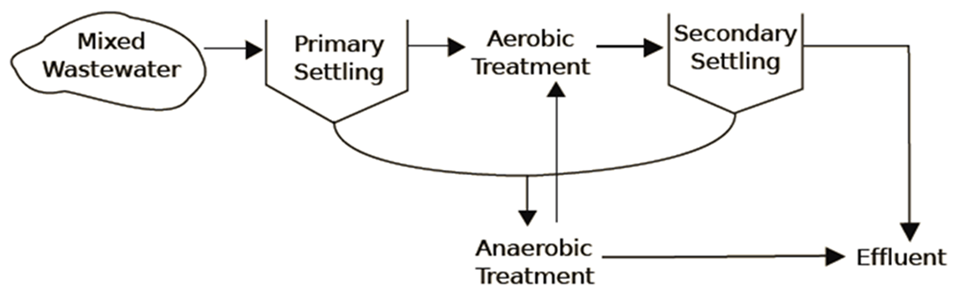 Mixed
Wastewater
Primary
Settling
Aerobic
Treatment
Secondary
Settling
Anaerobic
Treatment
Effluent